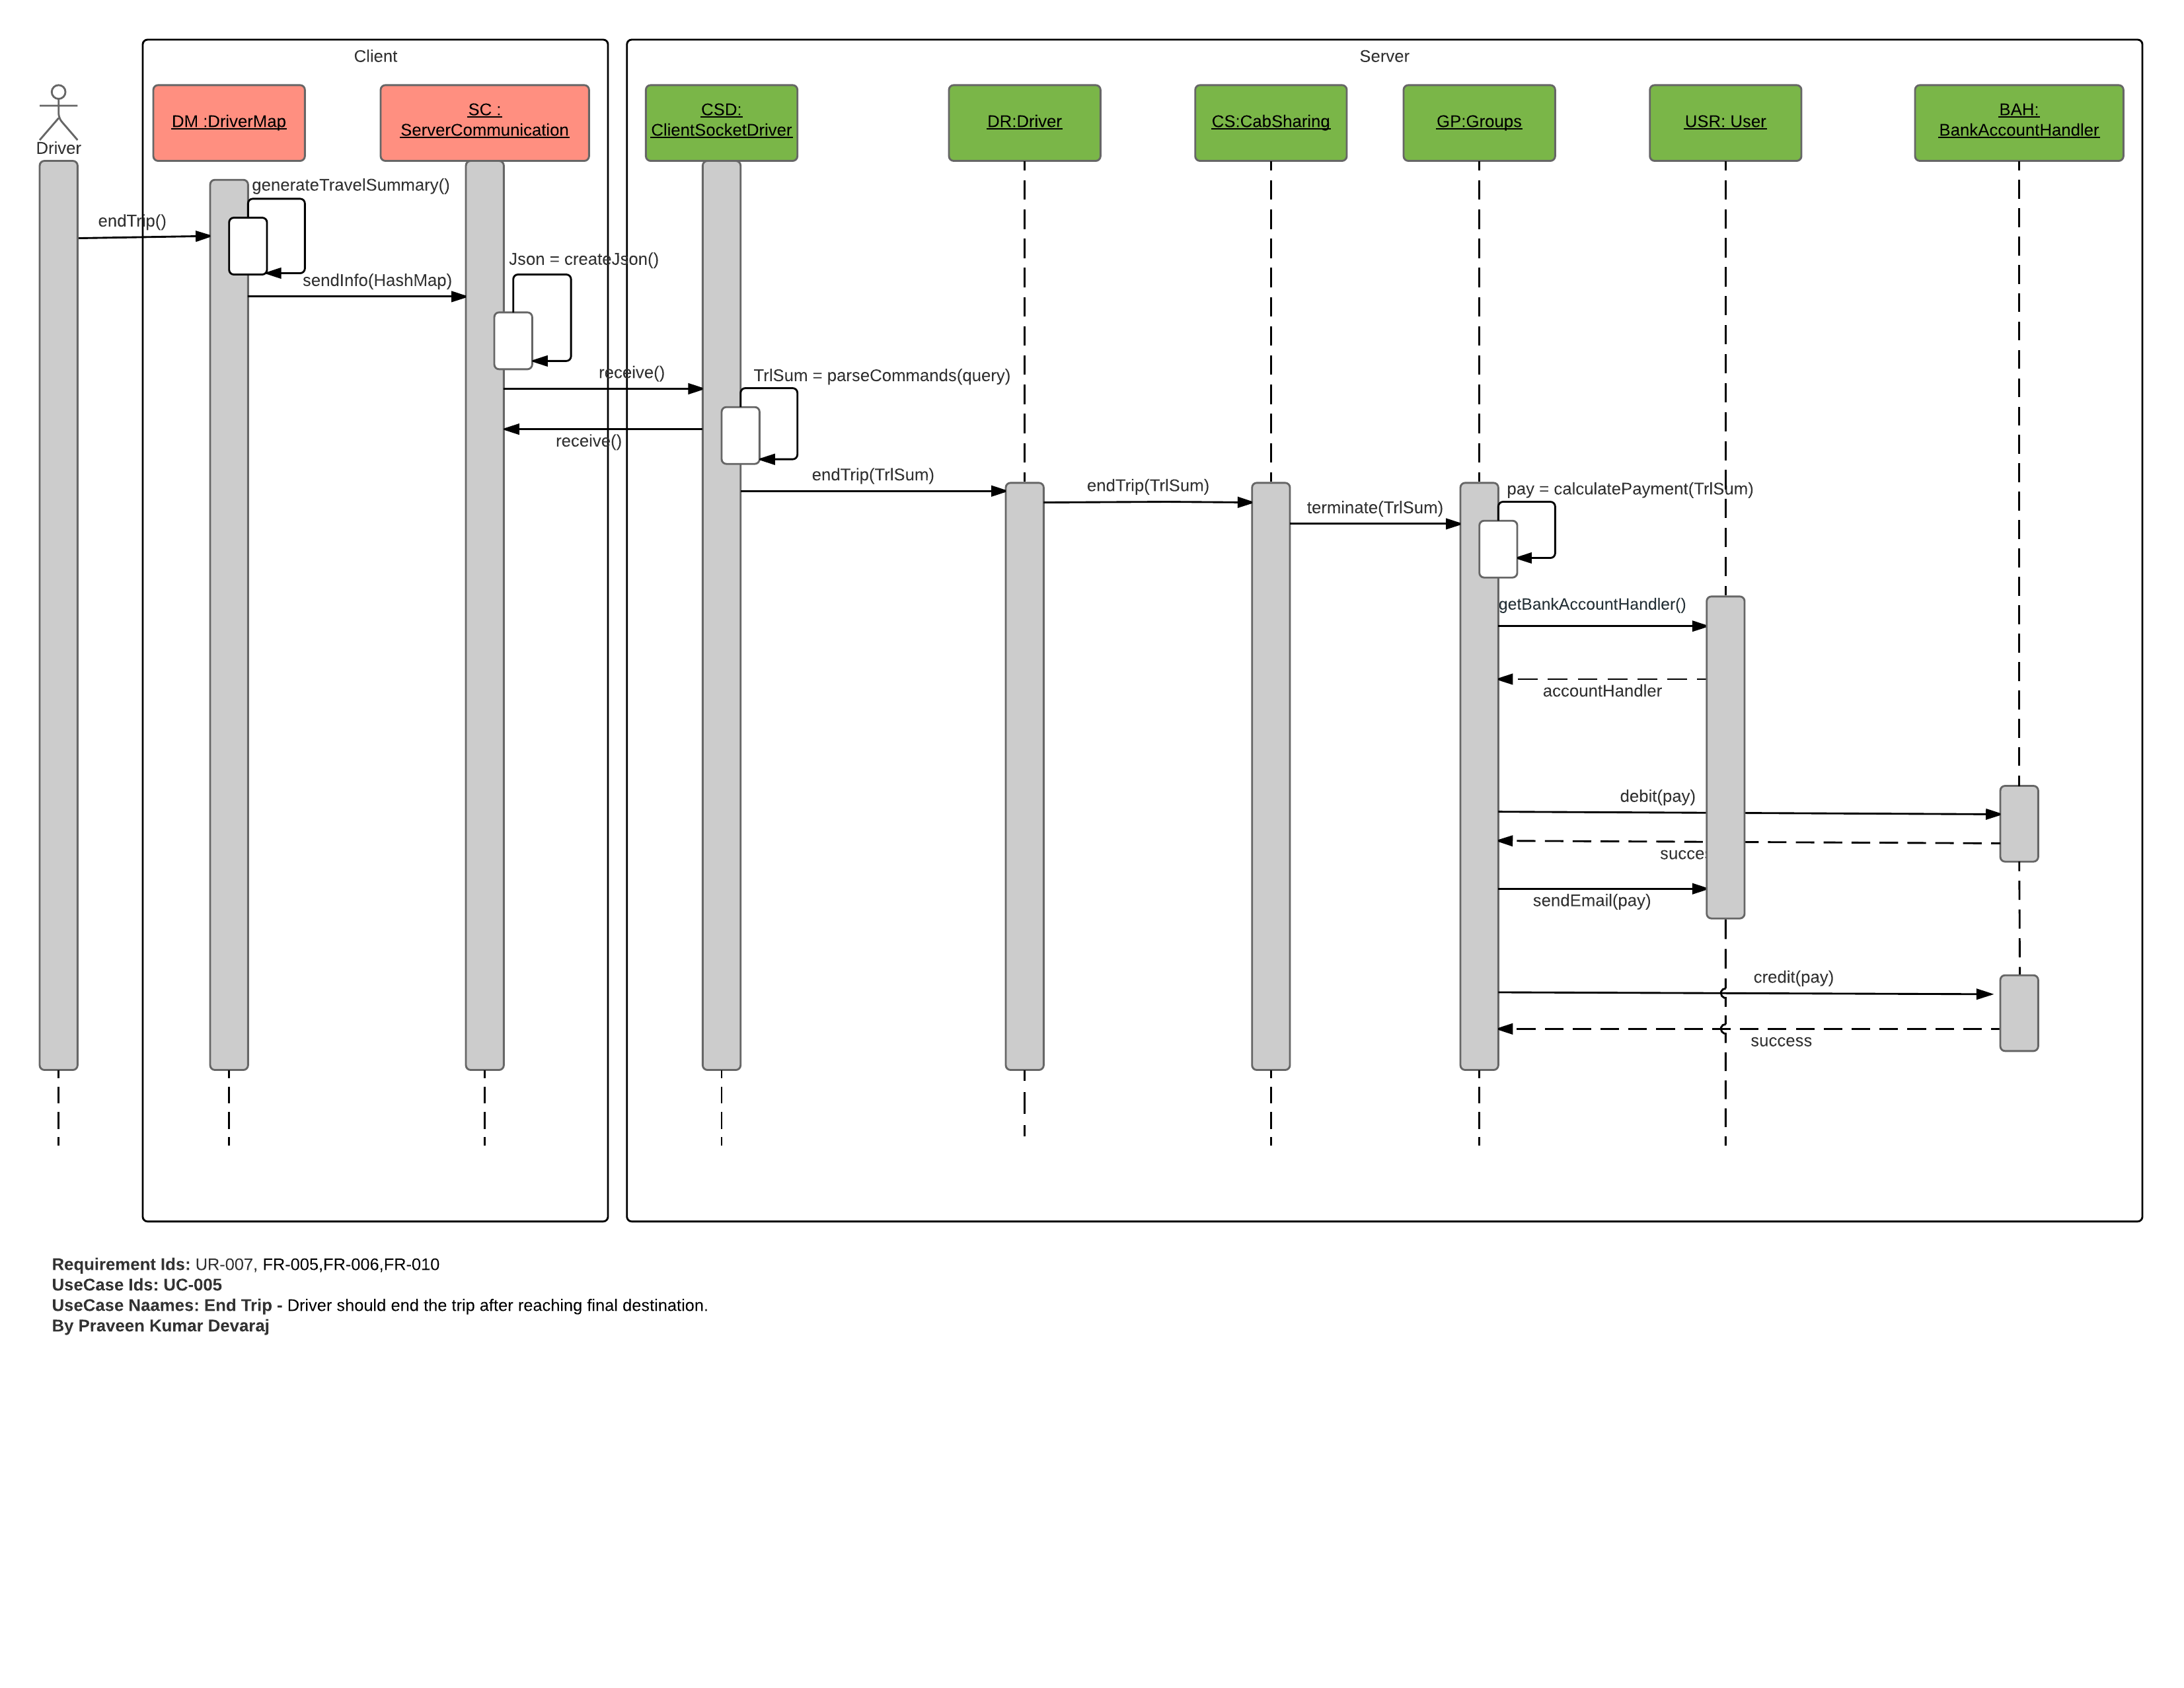 Client
Server
Driver
DM :DriverMap
SC :
ServerCommunication
CSD:
ClientSocketDriver
DR:Driver
CS:CabSharing
GP:Groups
USR: User
BAH:
BankAccountHandler
generateTravelSummary()
endTrip()
Json = createJson()
sendInfo(HashMap)
receive()
TrlSum = parseCommands(query)
receive()
endTrip(TrlSum)
endTrip(TrlSum)
terminate(TrlSum)
pay = calculatePayment(TrlSum)
getBankAccountHandler()
accountHandler
debit(pay)
succe
sendEmail(pay)
credit(pay)
success
Requirement Ids: UR-007, FR-005,FR-006,FR-010
UseCase Ids: UC-005
UseCase Naames: End Trip - Driver should end the trip after reaching final destination.
By Praveen Kumar Devaraj